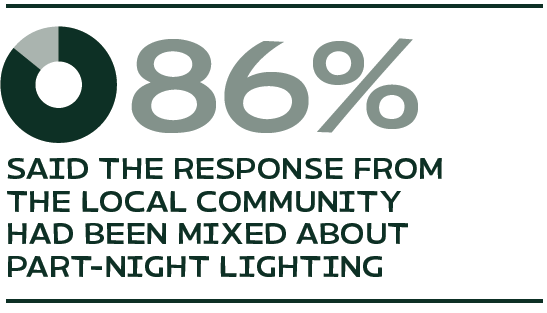 86%
SAID THE RESPONSE FROM
THE LOCAL COMMUNITY
HAD BEEN MIXED ABOUT
PART-NIGHT LIGHTING